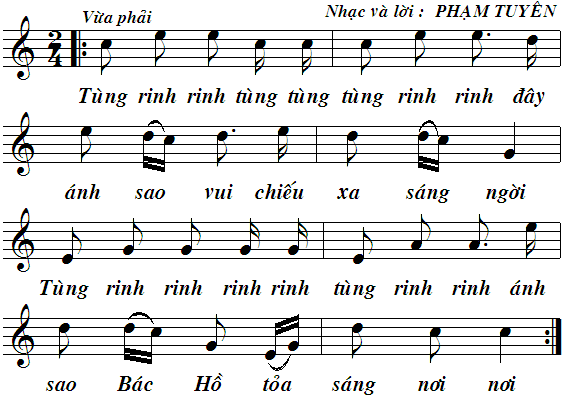 Vừa phải
Nhạc và lời : PHẠM TUYÊN
2
4
Tùng rinh rinh tùng tùng tùng rinh rinh đây
ánh sao vui chiếu xa sáng ngời
Tùng rinh rinh rinh rinh tùng rinh rinh ánh
sao Bác Hồ tỏa sáng nơi nơi